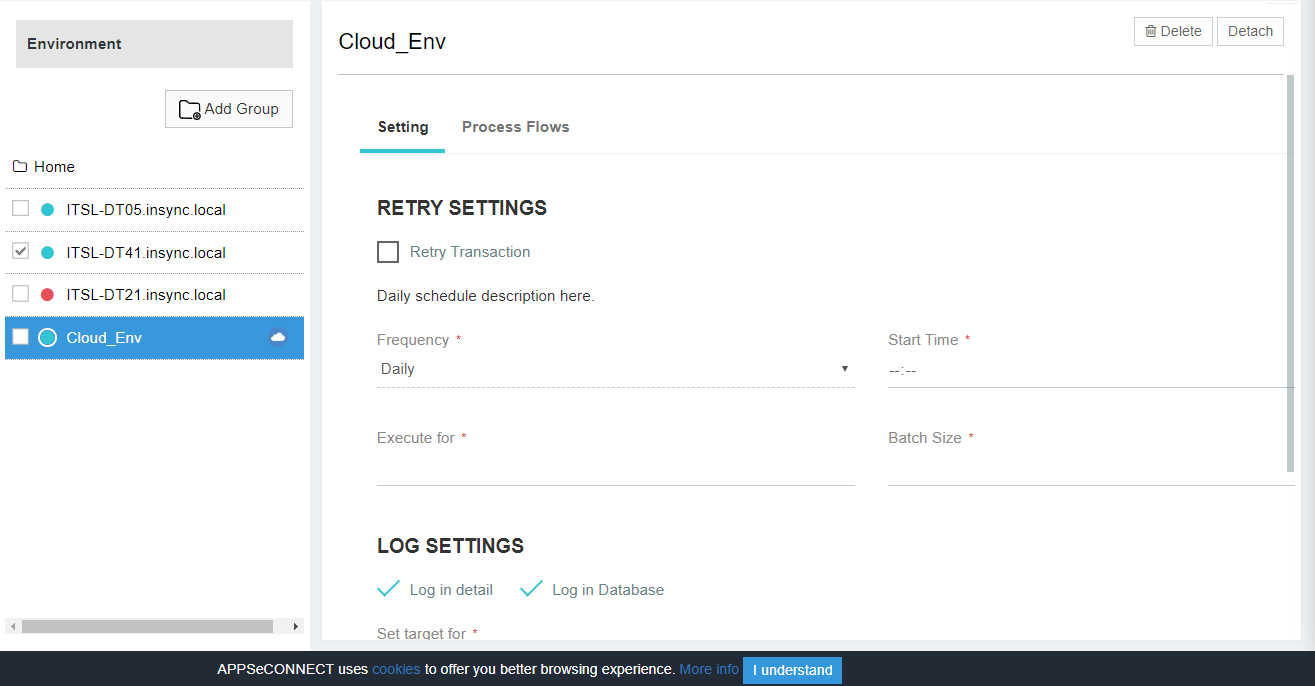 Environment
Add Group
Home
ITSL-DT05.insync.local
ITSL-DT41.insync.local
ITSL-DT21.insync.local
Cloud_Env
Cloud_Env
Delete
Detach
Setting
Process Flows
RETRY SETTINGS
Retry Transaction
Daily schedule description here.
Frequency *
Start Time *
Daily
--:--
Execute for *
Batch Size *
LOG SETTINGS
Log in detail
Log in Database
Set target for *
APPSeCONNECT uses cookies to offer you better browsing experience. More info I understand